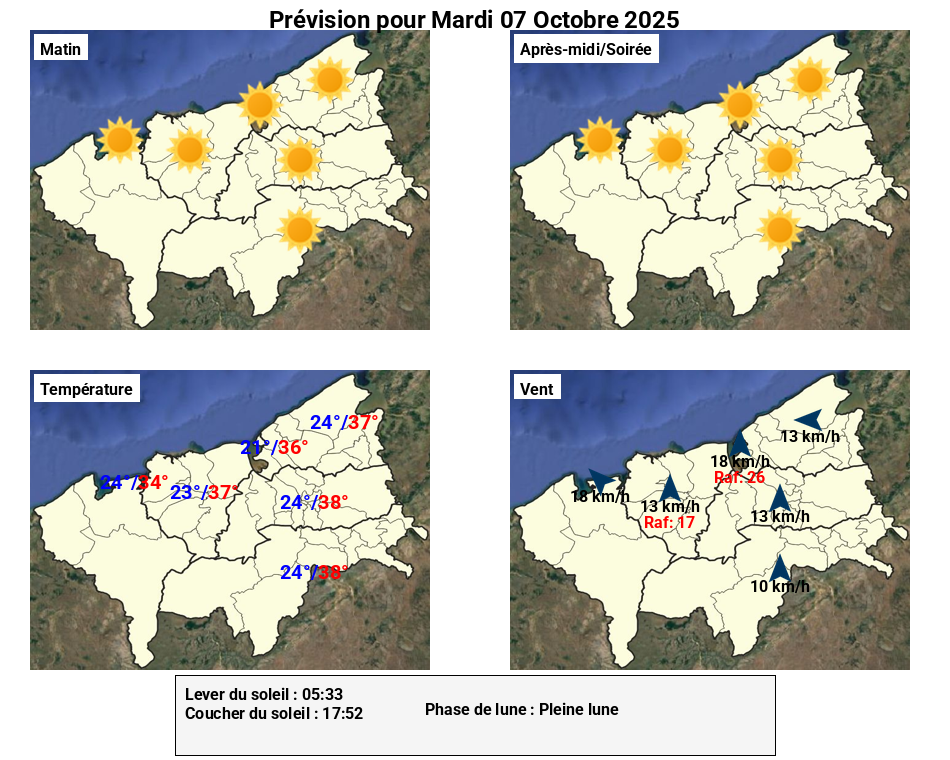 Prévision pour Mardi 07 Octobre 2025
Matin
Après-midi/Soirée
Température
24°/37°
21°/36°
24°/34°
23°/37°
24°/38°
24°/38°
Vent
13 km/h
18 km/h
Raf: 26
18 km/h
13 km/h
Raf: 17
13 km/h
10 km/h
Lever du soleil : 05:33
Coucher du soleil : 17:52
Phase de lune : Pleine lune